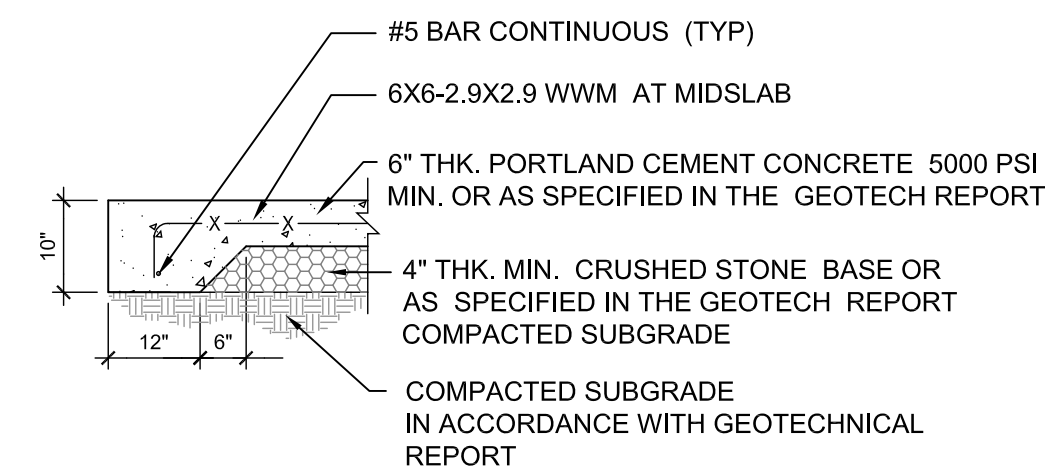 #5 BAR CONTINUOUS (TYP)
6X6-2.9X2.9 WWM AT MIDSLAB
6" THK. PORTLAND CEMENT CONCRETE 5000 PSI
MIN. OR AS SPECIFIED IN THE GEOTECH REPORT
X X
10"
4" THK. MIN. CRUSHED STONE BASE OR
AS SPECIFIED IN THE GEOTECH REPORT
COMPACTED SUBGRADE
12" 6"
COMPACTED SUBGRADE
IN ACCORDANCE WITH GEOTECHNICAL
REPORT